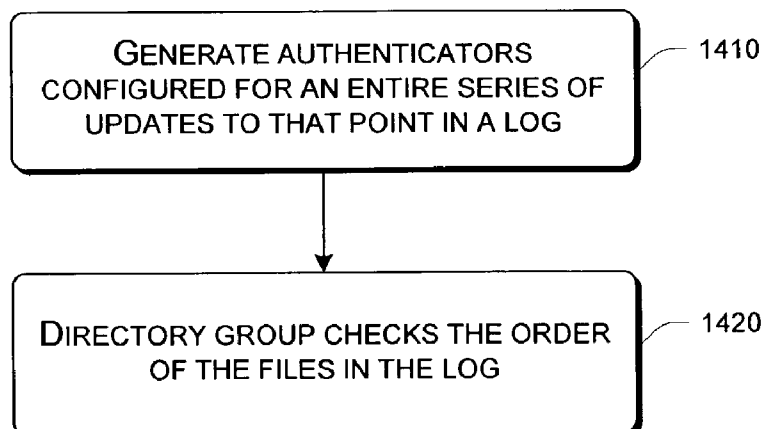 GENERATE AUTHENTICATORS
CONFIGURED FOR AN ENTIRE SERIES OF
UPDATES TO THAT POINT IN A LOG
1410
DIRECTORY GROUP CHECKS THE ORDER
OF THE FILES IN THE LOG
1420